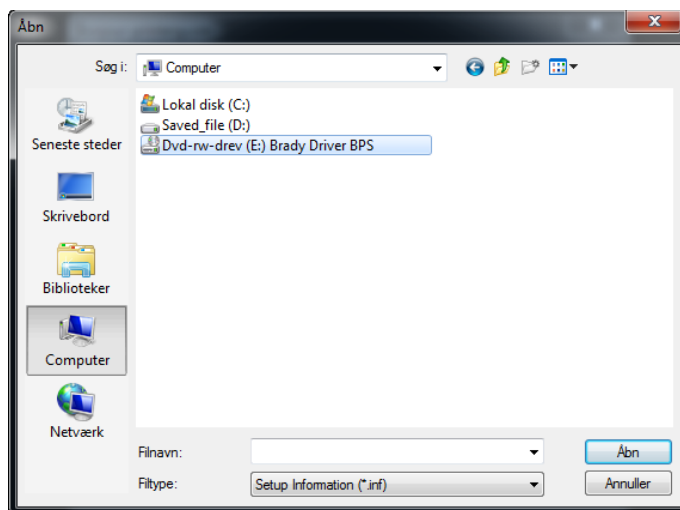 Åbn
Søg i: Computer
Lokal disk (C:)
Saved_file (D:)
Dvd-rw-drev (E:) Brady Driver BPS
Seneste steder
Skrivebord
Biblioteker
Computer
Netværk
Filnavn: Åbn
Filtype: Setup Information (*.inf) Annuller